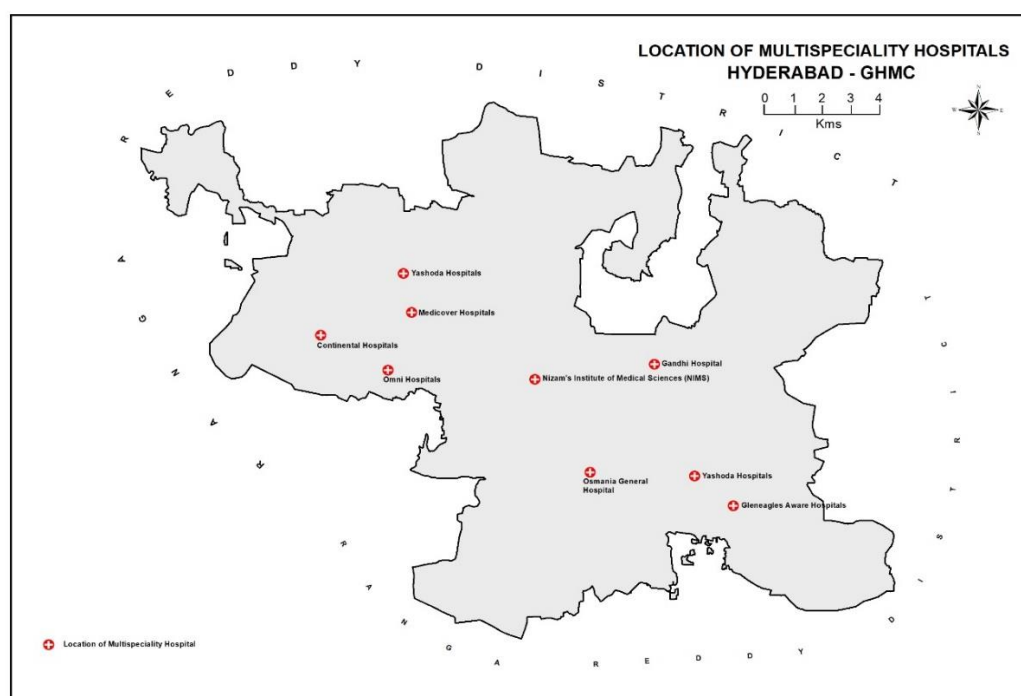 LOCATION OF MULTISPECIALITY HOSPITALS
HYDERABAD - GHMC
0 1 2 3 4
Kms
N
W E
S
R E D D Y D I S T R I C T
R A N G A
Yashoda Hospitals
Medicover Hospitals
Continental Hospitals
Omni Hospitals
Gandhi Hospital
Nizam's Institute of Medical Sciences (NIMS)
Osmania General
Hospital
Yashoda Hospitals
Gleneagles Aware Hospitals
R A N G A R E D D Y D I S T R I C T
Location of Multispeciality Hospital